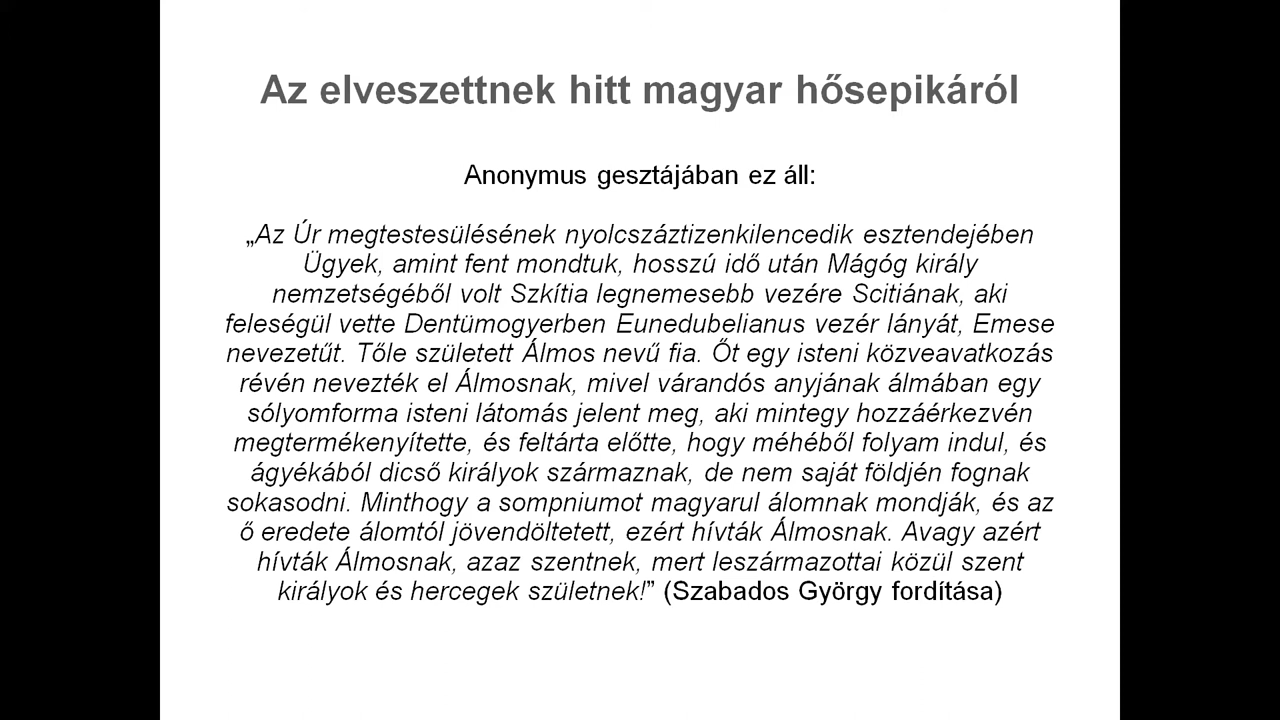 Az elveszettnek hitt magyar hősepikáról
Anonymus gesztájában ez áll:
„Az Úr megtestesülésének nyolcszáztizenkilencedik esztendejében
Ügyek, amint fent mondtuk, hosszú idő után Mágóg király
nemzetségéből volt Szkítia legnemesebb vezére Scitiának, aki
feleségül vette Dentümogyerben Eunedubelianus vezér lányát, Emese
nevezetűt. Tőle született Álmos nevű fia. Őt egy isteni közveavatkozás
révén nevezték el Álmosnak, mivel várandós anyjának álmában egy
sólyomforma isteni látomás jelent meg, aki mintegy hozzáérkezvén
megtermékenyítette, és feltárta előtte, hogy méhéből folyam indul, és
ágyékából dicső királyok származnak, de nem saját földjén fognak
sokasodni. Minthogy a sompniumot magyarul álomnak mondják, és az
ő eredete álomtól jövendöltetett, ezért hívták Álmosnak. Avagy azért
hívták Álmosnak, azaz szentnek, mert leszármazottai közül szent
királyok és hercegek születnek!” (Szabados György fordítása)